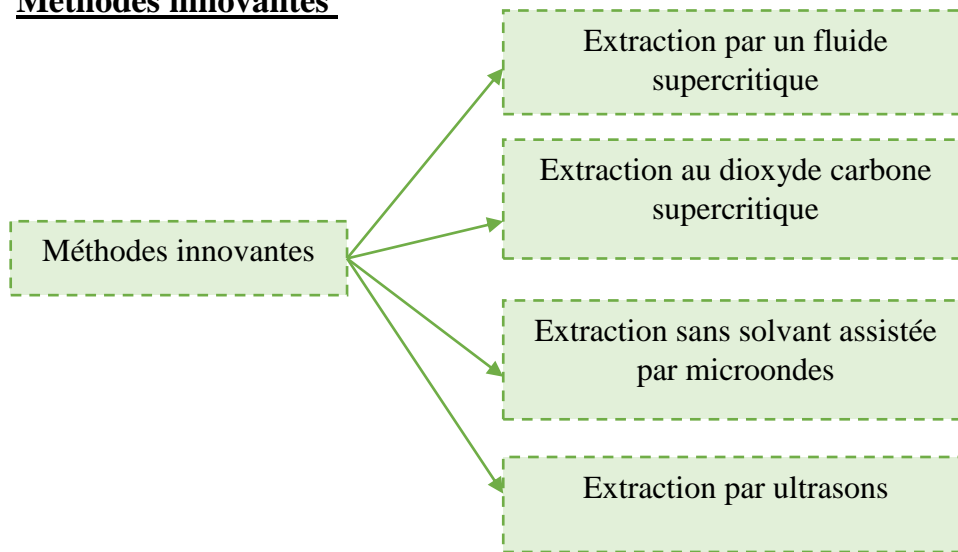 Méthodes innovantes
Extraction par un fluide
supercritique
Extraction au dioxyde carbone
supercritique
Méthodes innovantes
Extraction sans solvant assistée
par microondes
Extraction par ultrasons